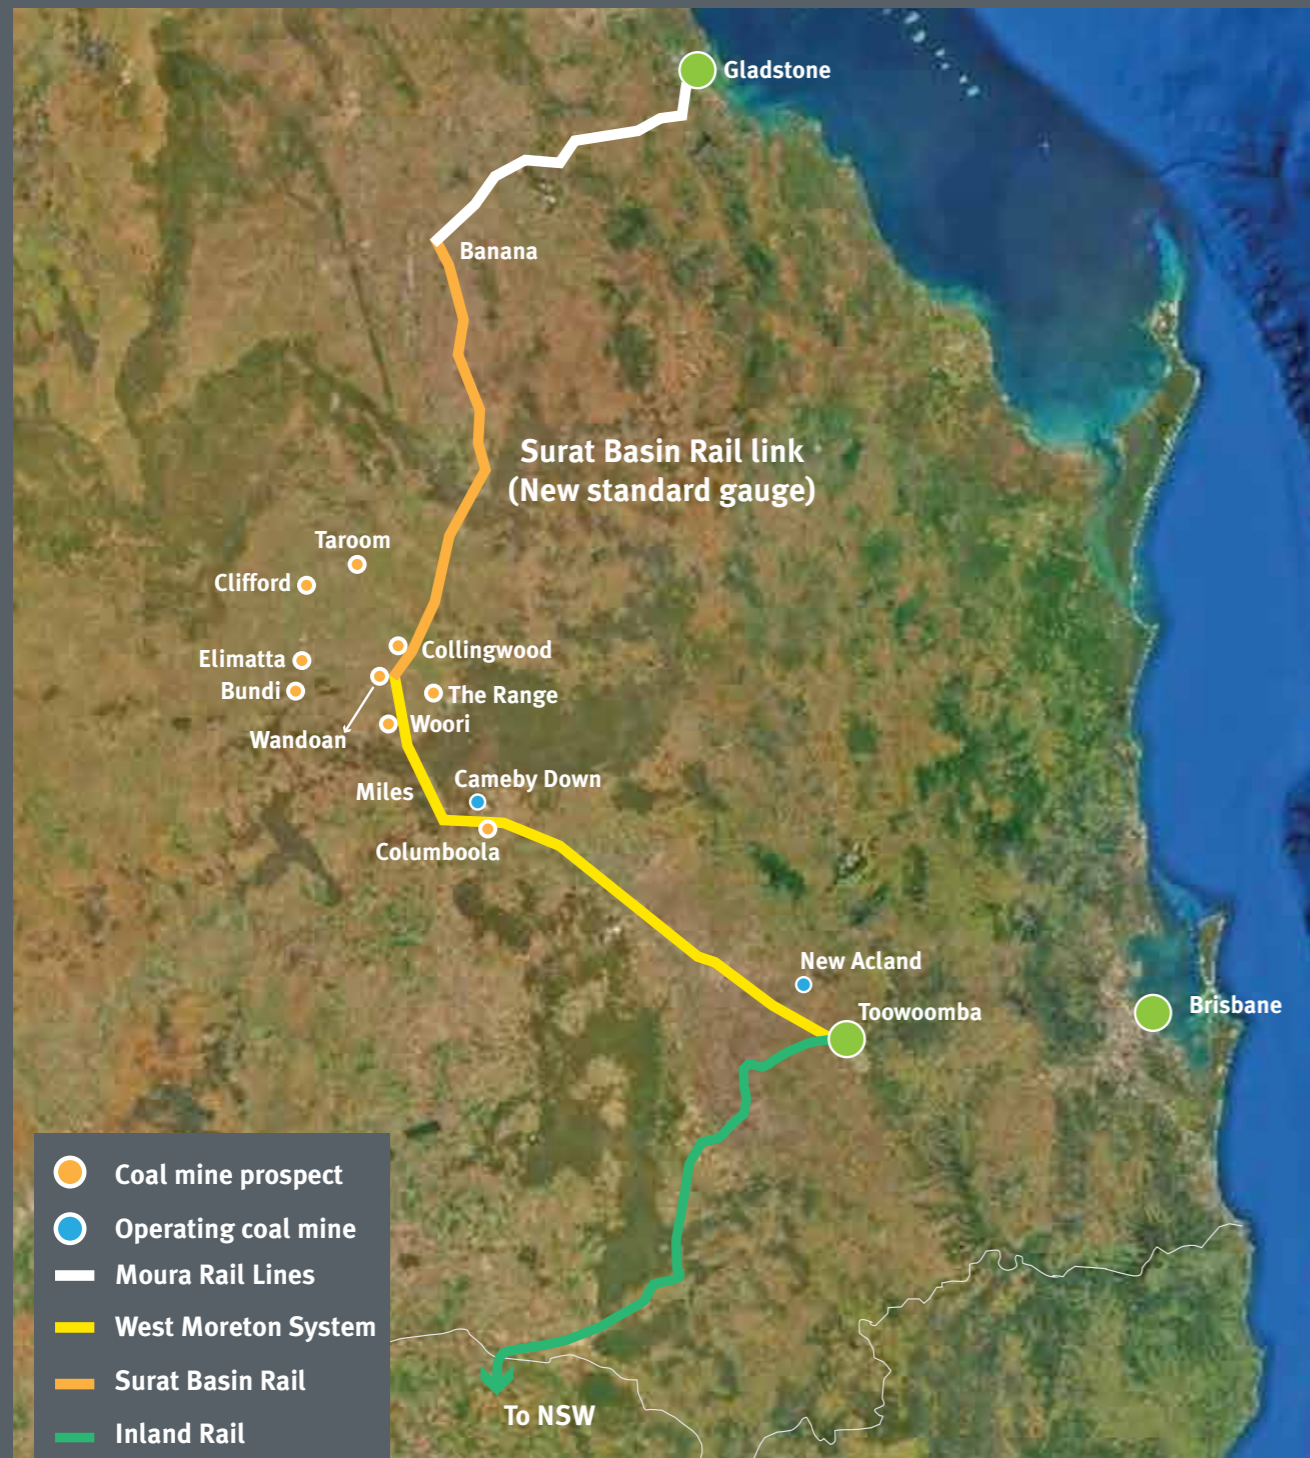 Gladstone
Banana
Surat Basin Rail link
(New standard gauge)
Taroom
Clifford
Elimatta
Collingwood
Bundi
The Range
Woori
Wandoan
Miles
Cameby Down
Columboola
New Acland
Toowoomba
Brisbane
Coal mine prospect
Operating coal mine
Moura Rail Lines
West Moreton System
Surat Basin Rail
Inland Rail
To NSW